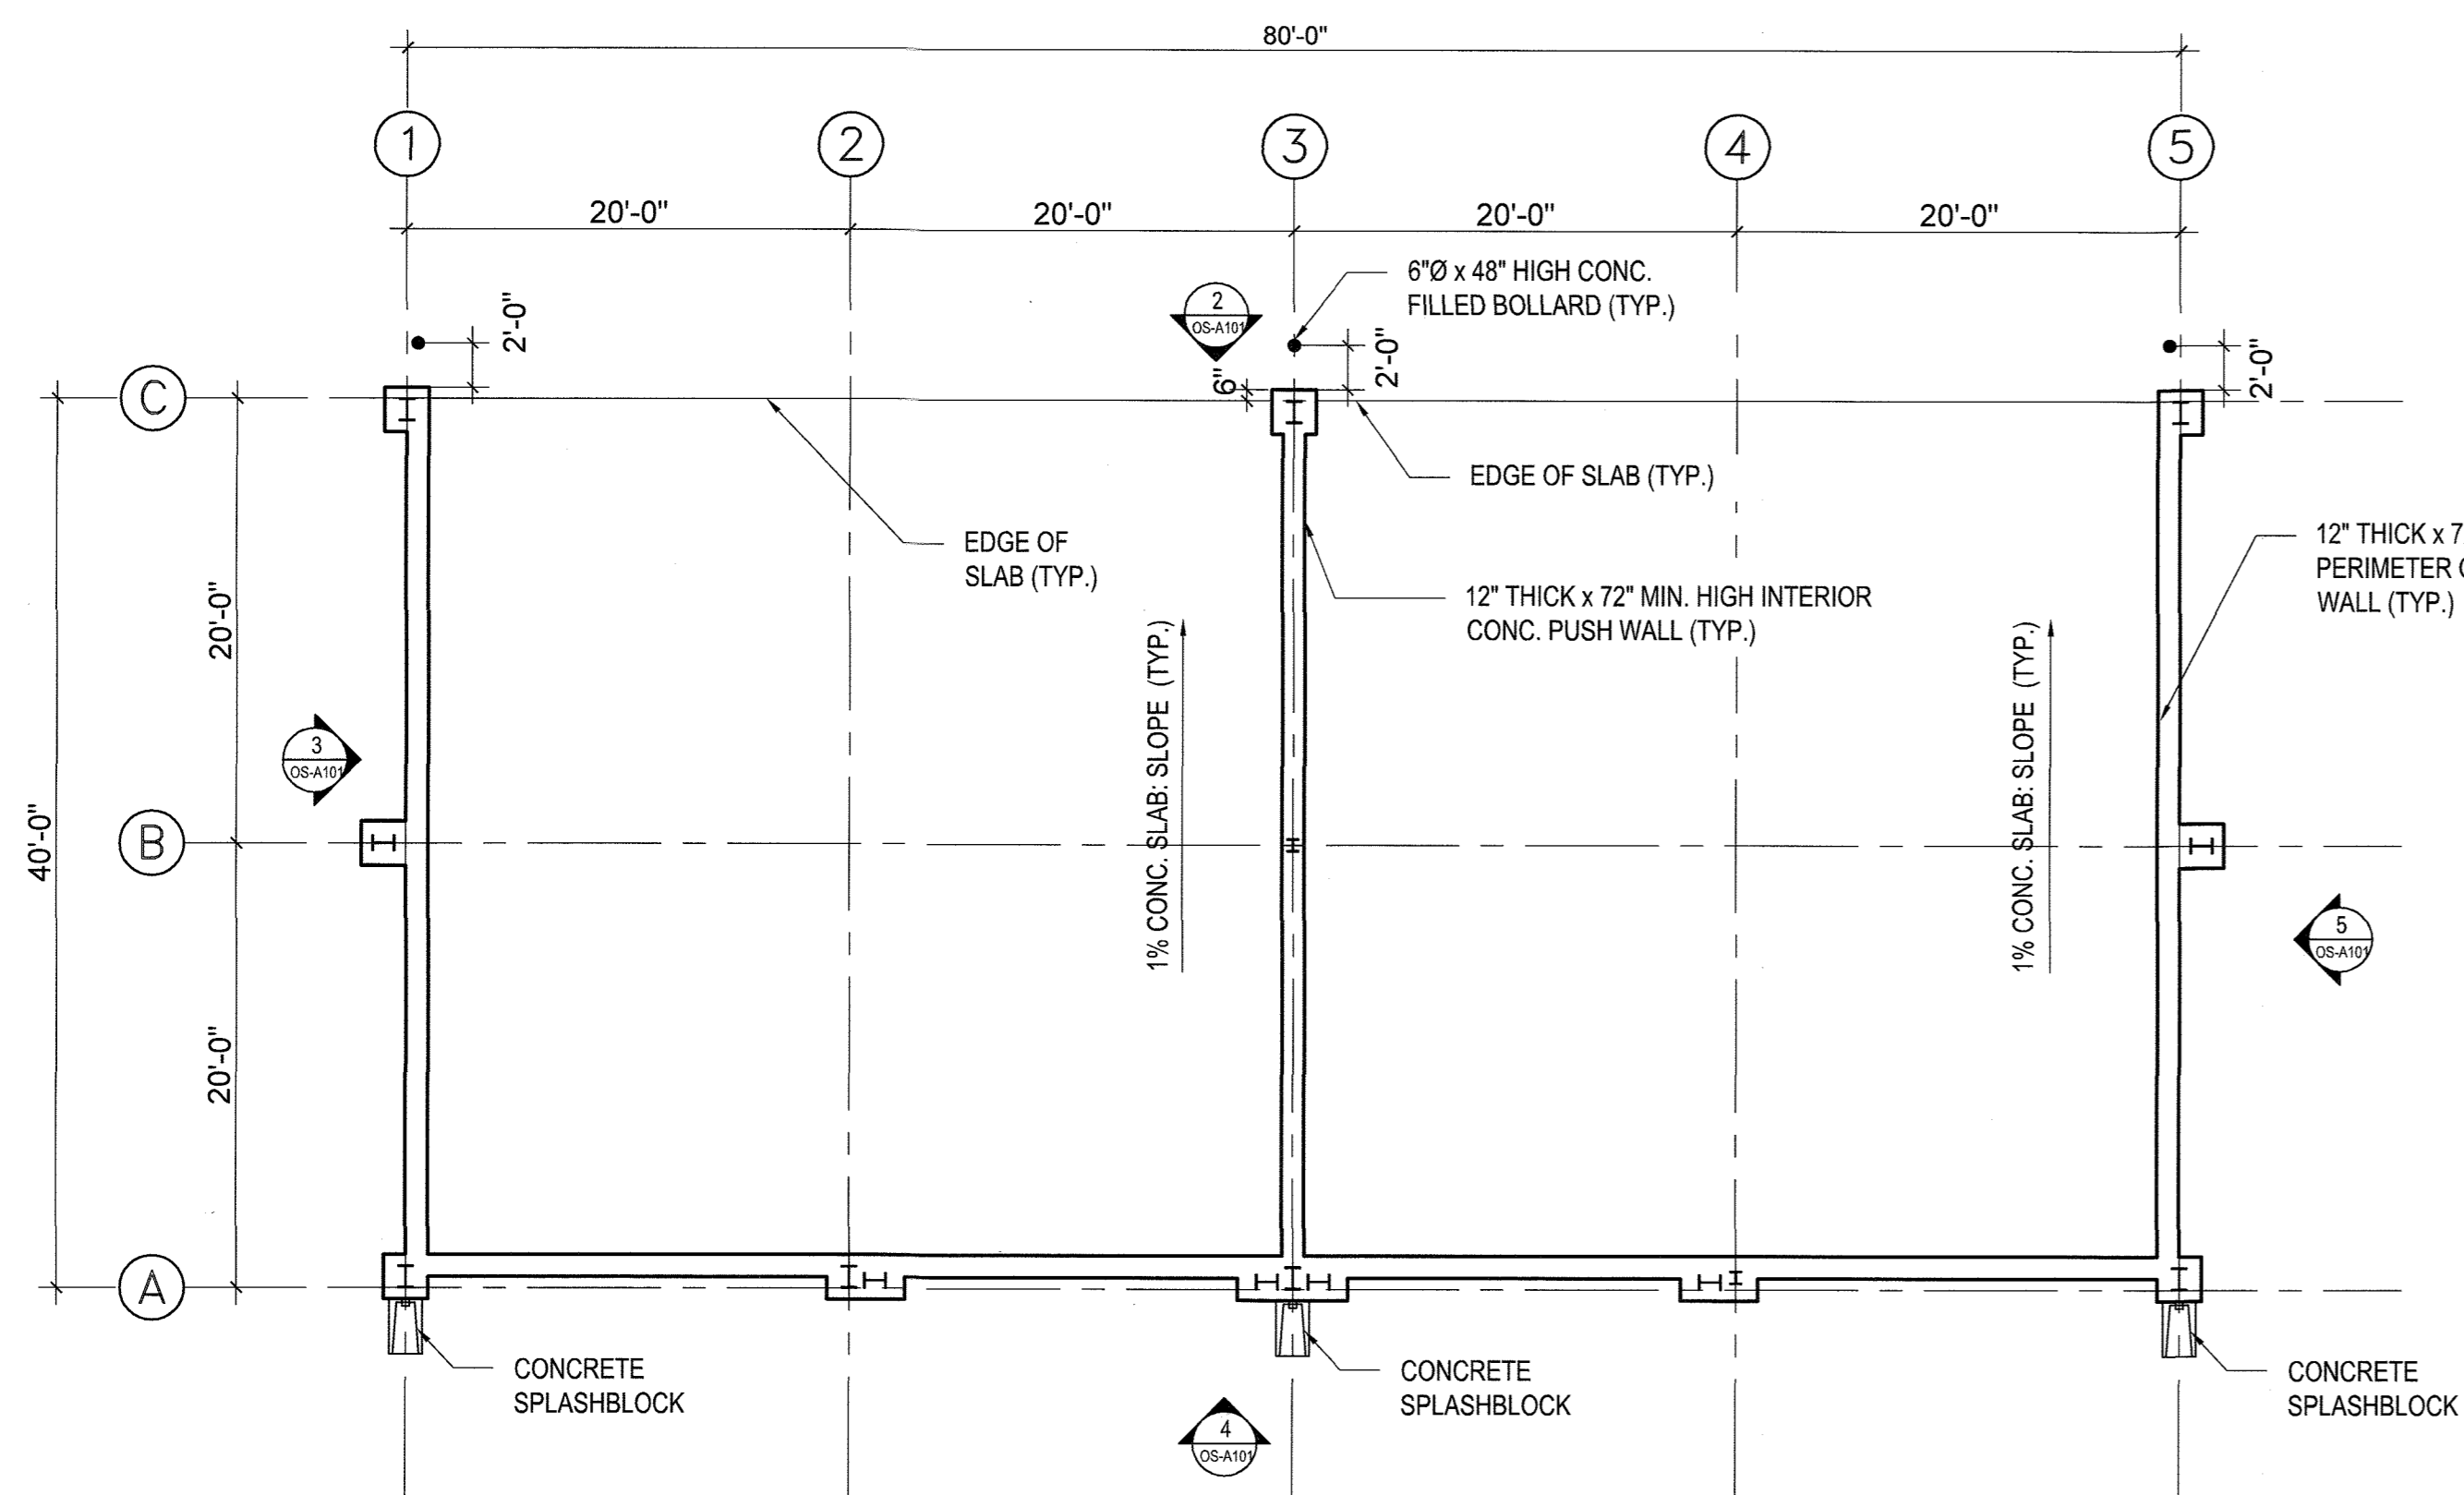 80'-0"
1
2
3
4
5
20'-0"
20'-0"
20'-0"
20'-0"
6"Ø x 48" HIGH CONC.
FILLED BOLLARD (TYP.)
2
OS-A101
2'-0"
2'-0"
2'-0"
6"
C
EDGE OF SLAB (TYP.)
EDGE OF
SLAB (TYP.)
12" THICK x 7
PERIMETER
WALL (TYP.)
12" THICK x 72" MIN. HIGH INTERIOR
CONC. PUSH WALL (TYP.)
20'-0"
1% CONC. SLAB: SLOPE (TYP.)
1% CONC. SLAB: SLOPE (TYP.)
3
OS-A101
40'-0"
B
5
OS-A101
20'-0"
A
CONCRETE
SPLASHBLOCK
CONCRETE
SPLASHBLOCK
CONCRETE
SPLASHBLOCK
4
OS-A101